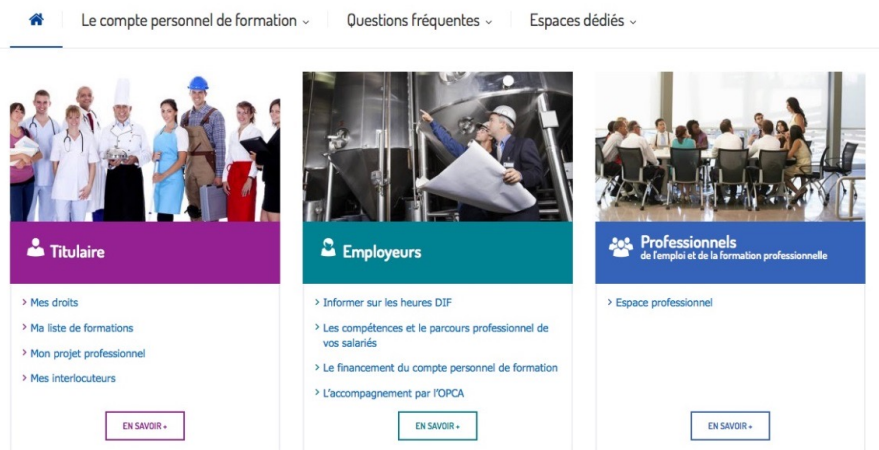 Le compte personnel de formation
Questions fréquentes
Espaces dédiés
Titulaire
Mes droits
Ma liste de formations
Mon projet professionnel
Mes interlocuteurs
EN SAVOIR +
Employeurs
Informer sur les heures DIF
Les compétences et le parcours professionnel de
vos salariés
Le financement du compte personnel de formation
L'accompagnement par l'OPCA
EN SAVOIR +
Professionnels
de l'emploi et de la formation professionnelle
Espace professionnel
EN SAVOIR +